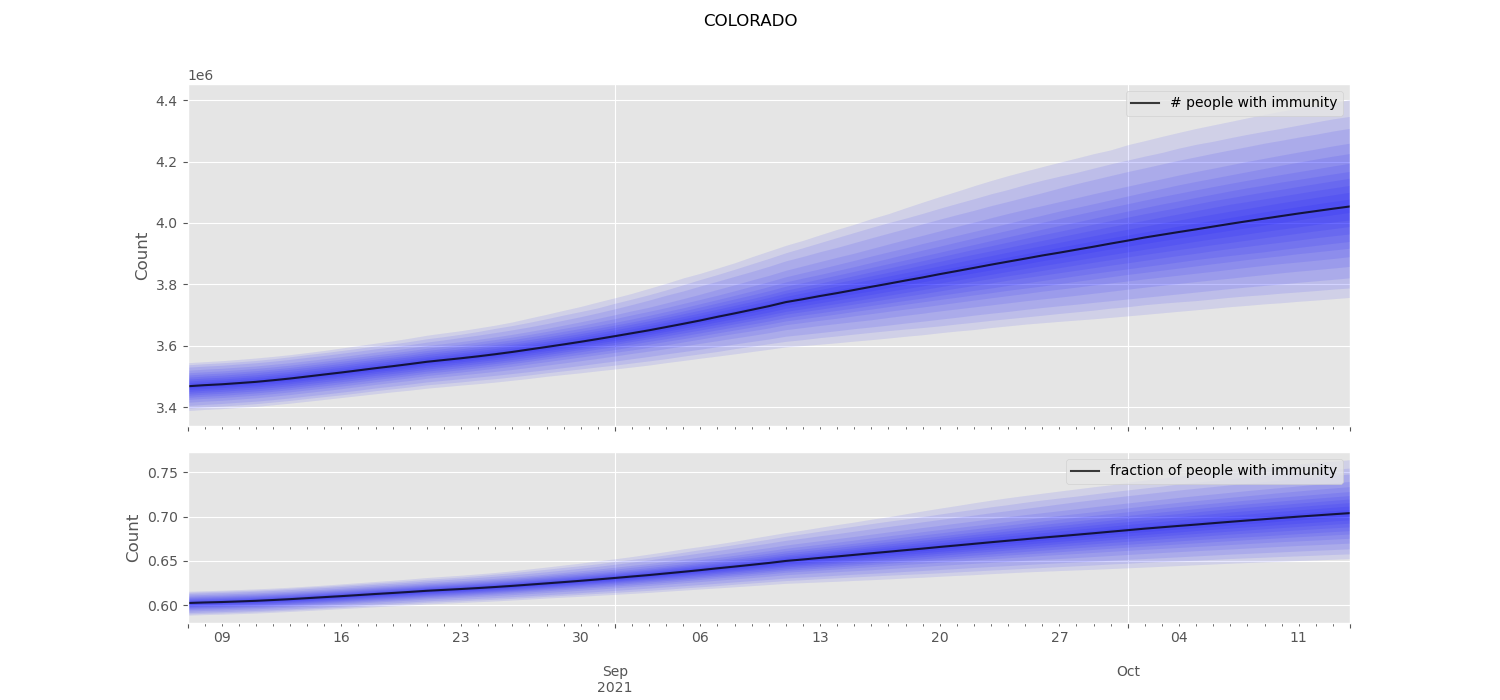 COLORADO
1e6
4.4
4.2
4.0
3.8
3.6
3.4
Count
# people with immunity
0.75
0.70
0.65
0.60
Count
fraction of people with immunity
09 16 23 30 06 13 20 27 04 11
Sep Oct
2021